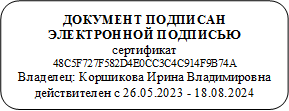 ДОКУМЕНТ ПОДПИСАН
ЭЛЕКТРОННОЙ ПОДПИСЬЮ
сертификат
48C5F727F582D4E0CC3C4C914F9B74A
Владелец: Коршикова Ирина Владимировна
действителен с 26.05.2023 - 18.08.2024